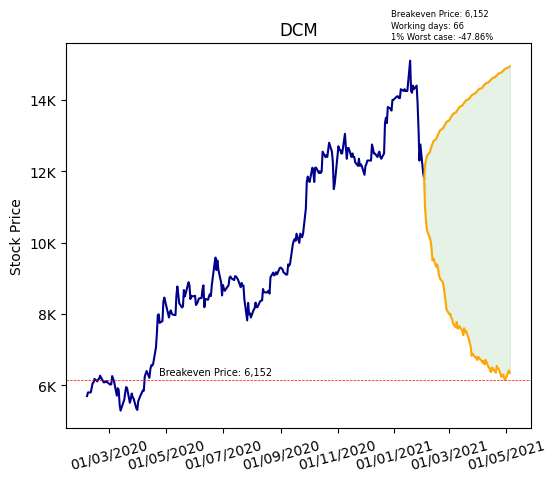 Breakeven Price: 6,152
Working days: 66
1% Worst case: -47.86%
DCM
Stock Price
14K
12K
10K
8K
6K
Breakeven Price: 6,152
01/03/2020
01/05/2020
01/07/2020
01/09/2020
01/11/2020
01/01/2021
01/03/2021
01/05/2021